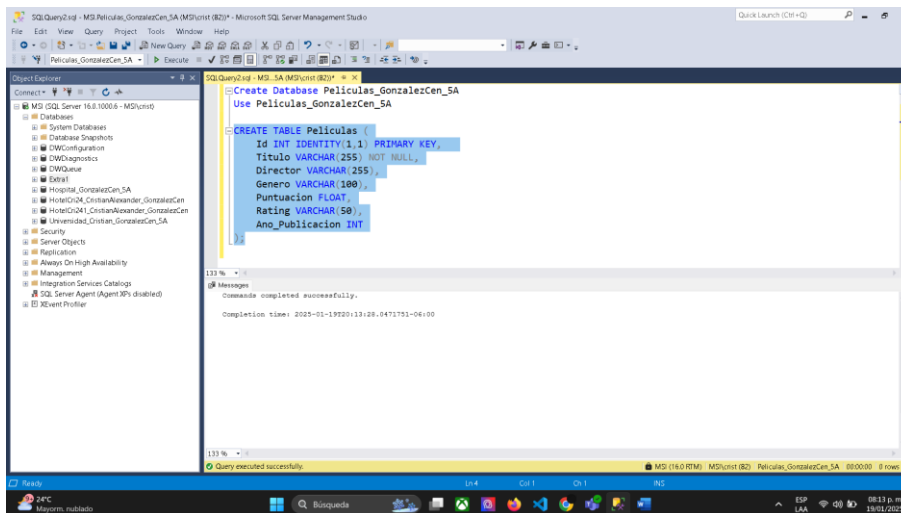 SQLQuery2.sql - MSI.Peliculas_GonzalezCen_5A (MSI\crist (82))* - Microsoft SQL Server Management Studio
Quick Launch (Ctrl+Q)
File Edit View Query Project Tools Window Help
New Query
Peliculas_GonzalezCen_5A Execute
Object Explorer
SQLQuery2.sql - MSI...5A (MSI\crist (82))*
Connect
MSI (SQL Server 16.0.1000.6 - MSI\crist)
Databases
System Databases
Database Snapshots
DWConfiguration
DWDiagnostics
DWQueue
Extra1
Hospital_GonzalezCen_5A
HotelCri24_CristianAlexander_GonzalezCen
HotelCri241_CristianAlexander_GonzalezCen
Universidad_Cristian_GonzalezCen_5A
Security
Server Objects
Replication
Always On High Availability
Management
Integration Services Catalogs
SQL Server Agent (Agent XPs disabled)
XEvent Profiler
Create Database Peliculas_GonzalezCen_5A
Use Peliculas_GonzalezCen_5A
CREATE TABLE Peliculas (
Id INT IDENTITY(1,1) PRIMARY KEY,
Titulo VARCHAR(255) NOT NULL,
Director VARCHAR(255),
Genero VARCHAR(100),
Puntuacion FLOAT,
Rating VARCHAR(50),
Ano_Publicacion INT
);
133 %
Messages
Commands completed successfully.
Completion time: 2025-01-19T20:13:28.0471751-06:00
133 %
Query executed successfully.
MSI (16.0 RTM) MSI\crist (82) Peliculas_GonzalezCen_5A 00:00:00 0 rows
Ready Ln 4 Col 1 Ch 1 INS
24°C
Mayorm. nublado
Búsqueda
ESP
LAA
08:13 p. m
19/01/202